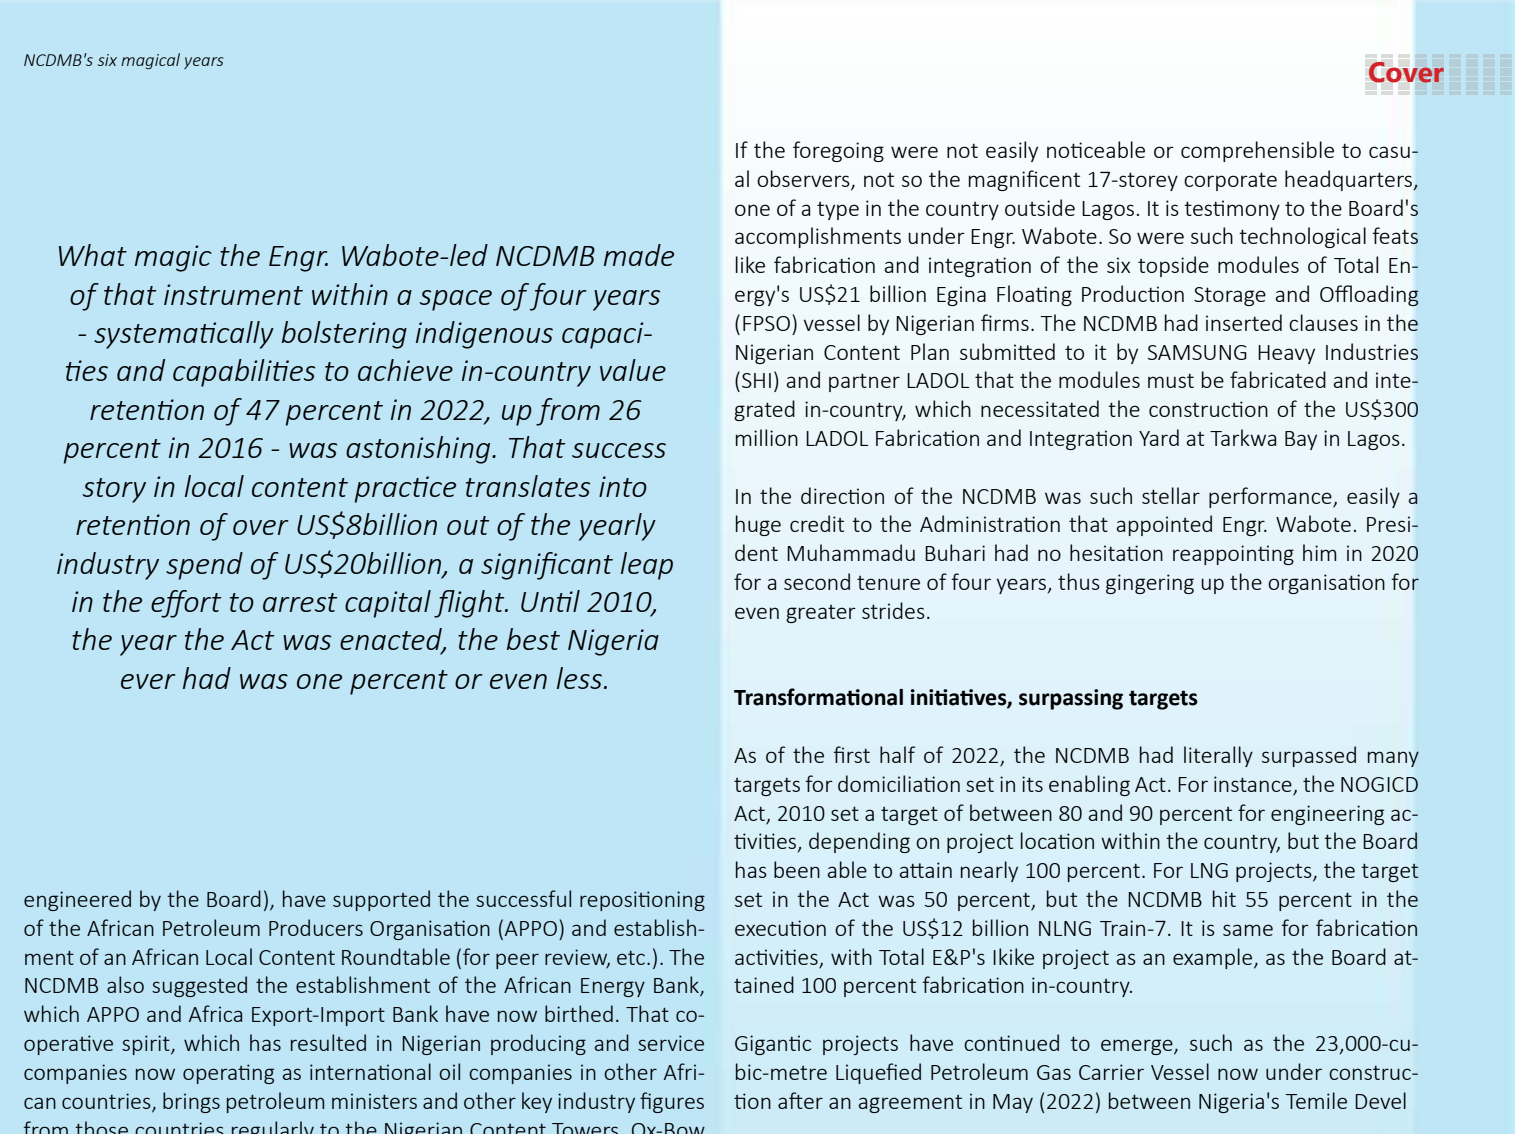 NCDMB's six magical years
Cover
What magic the Engr. Wabote-led NCDMB made
of that instrument within a space of four years
- systematically bolstering indigenous capaci-
ties and capabilities to achieve in-country value
retention of 47 percent in 2022, up from 26
percent in 2016 - was astonishing. That success
story in local content practice translates into
retention of over US$8billion out of the yearly
industry spend of US$20billion, a significant leap
in the effort to arrest capital flight. Until 2010,
the year the Act was enacted, the best Nigeria
ever had was one percent or even less.
engineered by the Board), have supported the successful repositioning
of the African Petroleum Producers Organisation (APPO) and establish-
ment of an African Local Content Roundtable (for peer review, etc.). The
NCDMB also suggested the establishment of the African Energy Bank,
which APPO and Africa Export-Import Bank have now birthed. That co-
operative spirit, which has resulted in Nigerian producing and service
companies now operating as international oil companies in other Afri-
can countries, brings petroleum ministers and other key industry figures
from those countries regularly to the Nigerian Content Towers, Ox-Bow
If the foregoing were not easily noticeable or comprehensible to casu-
al observers, not so the magnificent 17-storey corporate headquarters,
one of a type in the country outside Lagos. It is testimony to the Board's
accomplishments under Engr. Wabote. So were such technological feats
like fabrication and integration of the six topside modules of Total En-
ergy's US$21 billion Egina Floating Production Storage and Offloading
(FPSO) vessel by Nigerian firms. The NCDMB had inserted clauses in the
Nigerian Content Plan submitted to it by SAMSUNG Heavy Industries
(SHI) and partner LADOL that the modules must be fabricated and inte-
grated in-country, which necessitated the construction of the US$300
million LADOL Fabrication and Integration Yard at Tarkwa Bay in Lagos.
In the direction of the NCDMB was such stellar performance, easily a
huge credit to the Administration that appointed Engr. Wabote. Presi-
dent Muhammadu Buhari had no hesitation reappointing him in 2020
for a second tenure of four years, thus gingering up the organisation for
even greater strides.
Transformational initiatives, surpassing targets
As of the first half of 2022, the NCDMB had literally surpassed many
targets for domiciliation set in its enabling Act. For instance, the NOGICD
Act, 2010 set a target of between 80 and 90 percent for engineering ac-
tivities, depending on project location within the country, but the Board
has been able to attain nearly 100 percent. For LNG projects, the target
set in the Act was 50 percent, but the NCDMB hit 55 percent in the
execution of the US$12 billion NLNG Train-7. It is same for fabrication
activities, with Total E&P's Ikike project as an example, as the Board at-
tained 100 percent fabrication in-country.
Gigantic projects have continued to emerge, such as the 23,000-cu-
bic-metre Liquefied Petroleum Gas Carrier Vessel now under construc-
tion after an agreement in May (2022) between Nigeria's Temile Devel